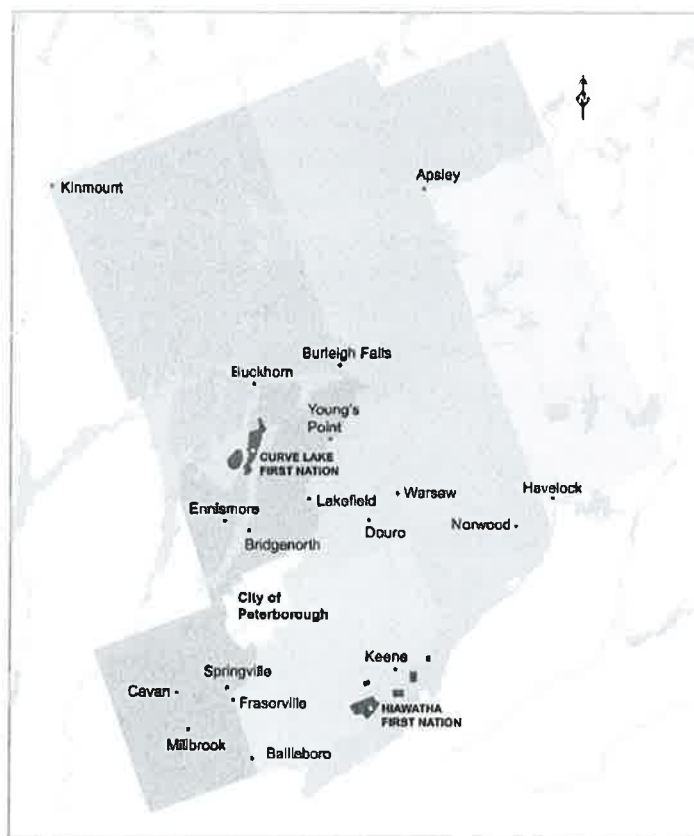 N
Kinmount
Apsley
Burleigh Falls
Buckhorn
Young's
Point
CURVE LAKE
FIRST NATION
Lakefield
Warsaw
Havelock
Ennismore
Bridgenorth
Douro
Norwood
City of
Peterborough
Keene
Springville
Cavan
Fraserville
HIAWATHA
FIRST NATION
Millbrook
Bailieboro